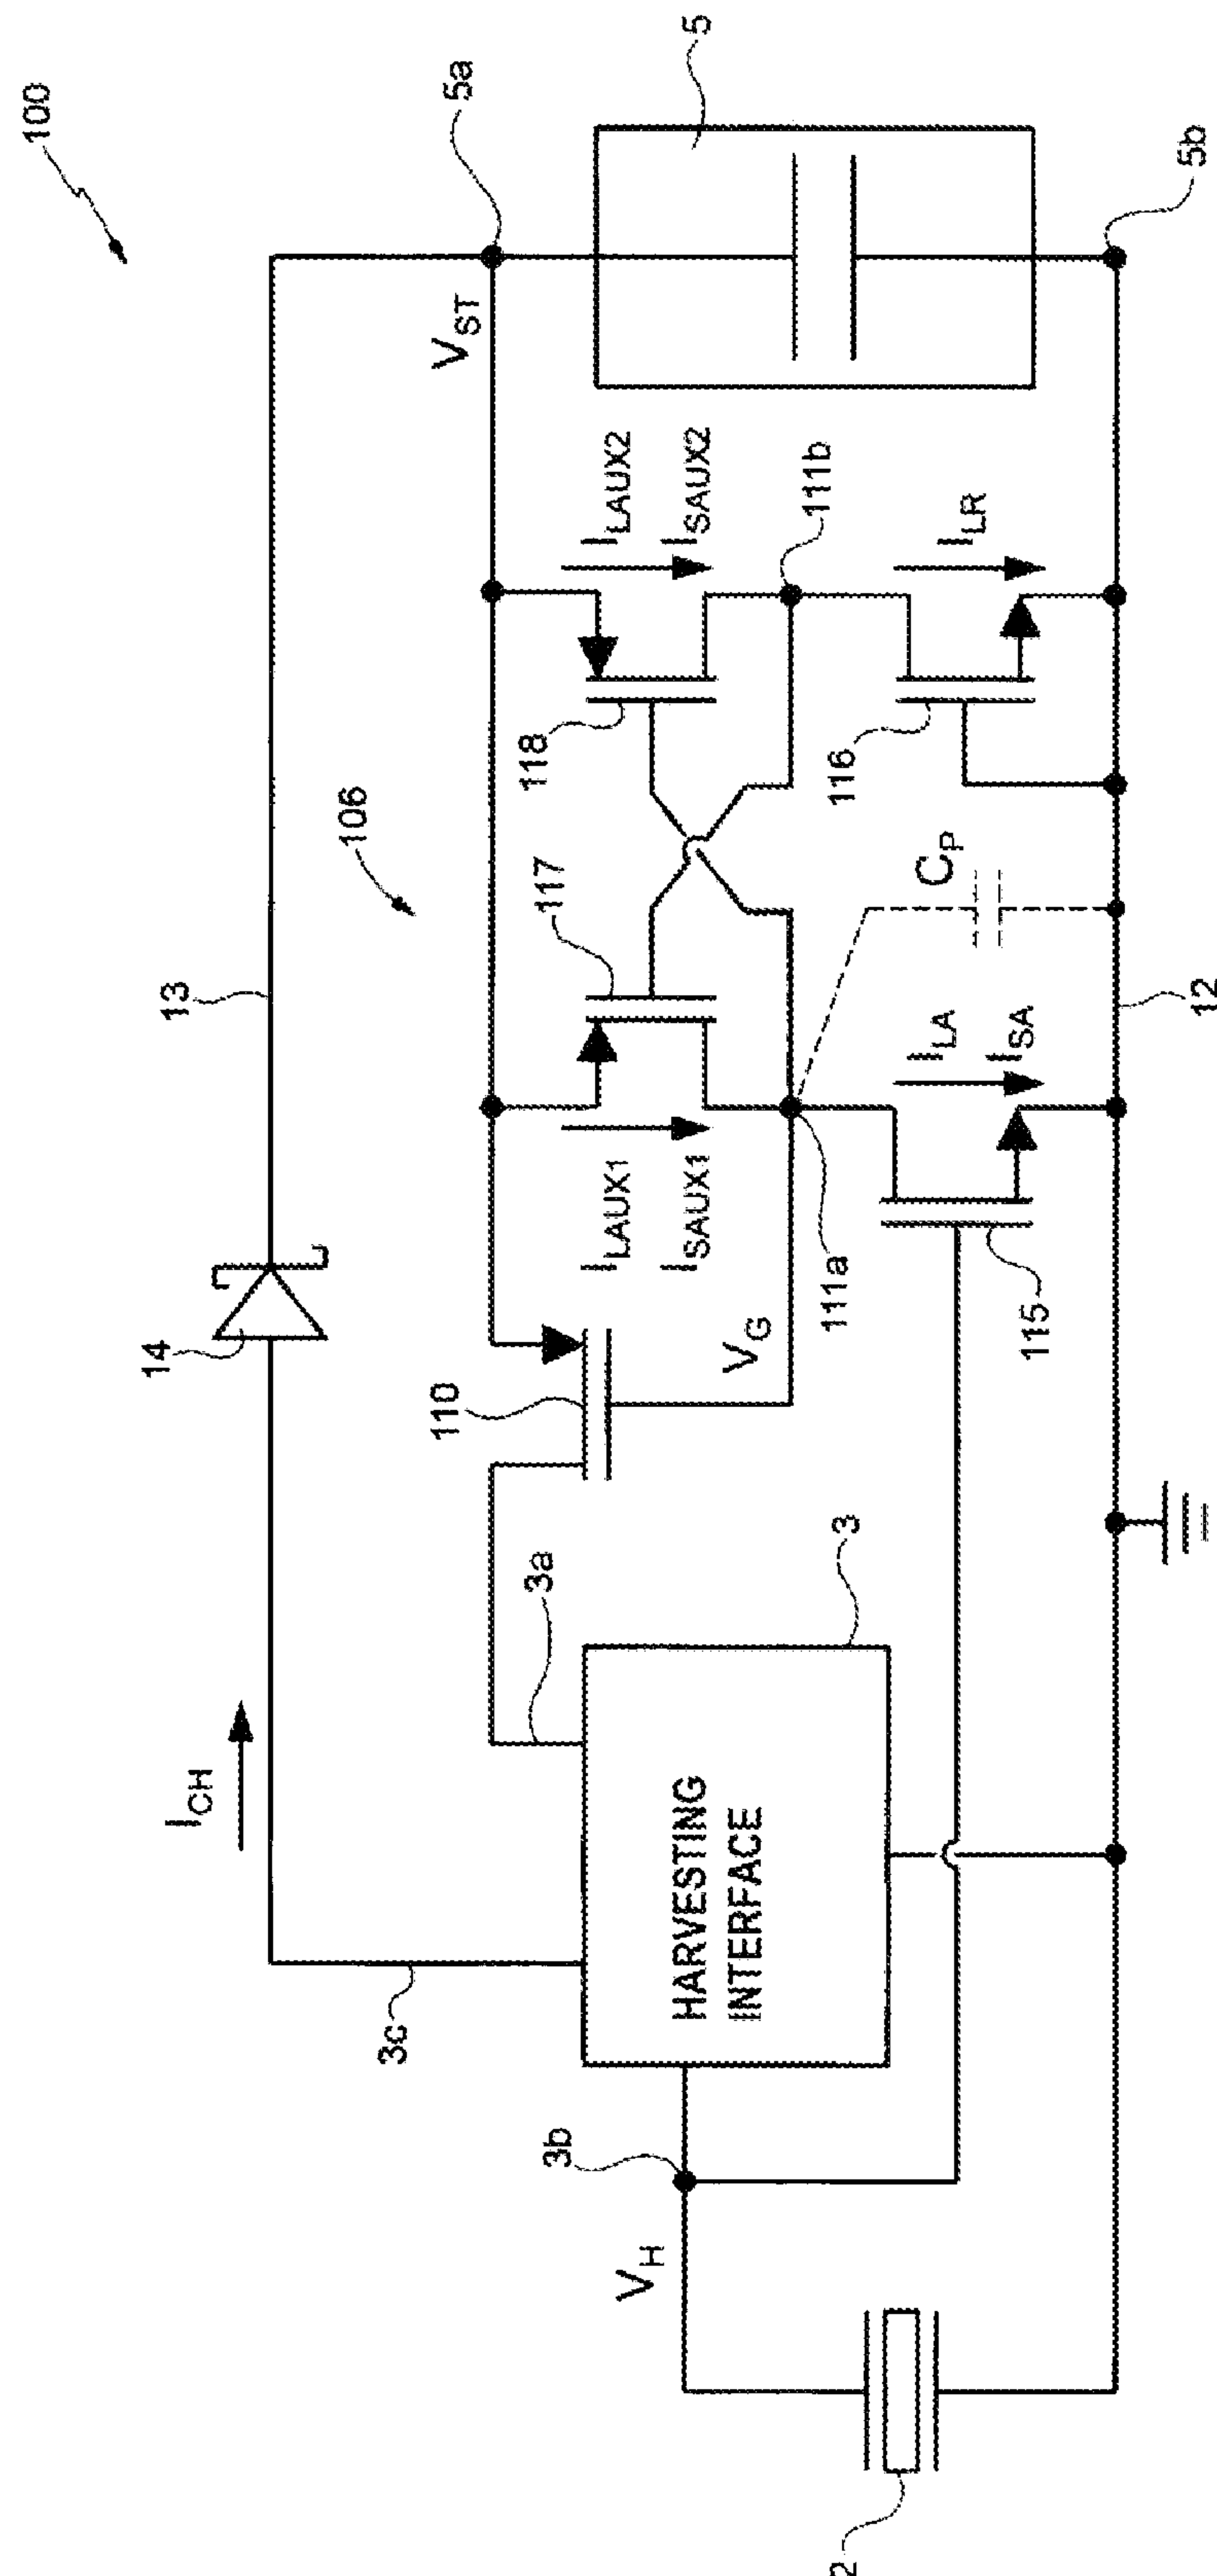 100
13
14
I_CH
5a
V_ST
5
106
I_LAUX2
I_SAUX2
118
117
I_LAUX1
I_SAUX1
110
3a
3c
111b
V_G
111a
I_LR
116
C_P
I_LA
I_SA
115
3
HARVESTING
INTERFACE
3b
V_H
5b
12
2